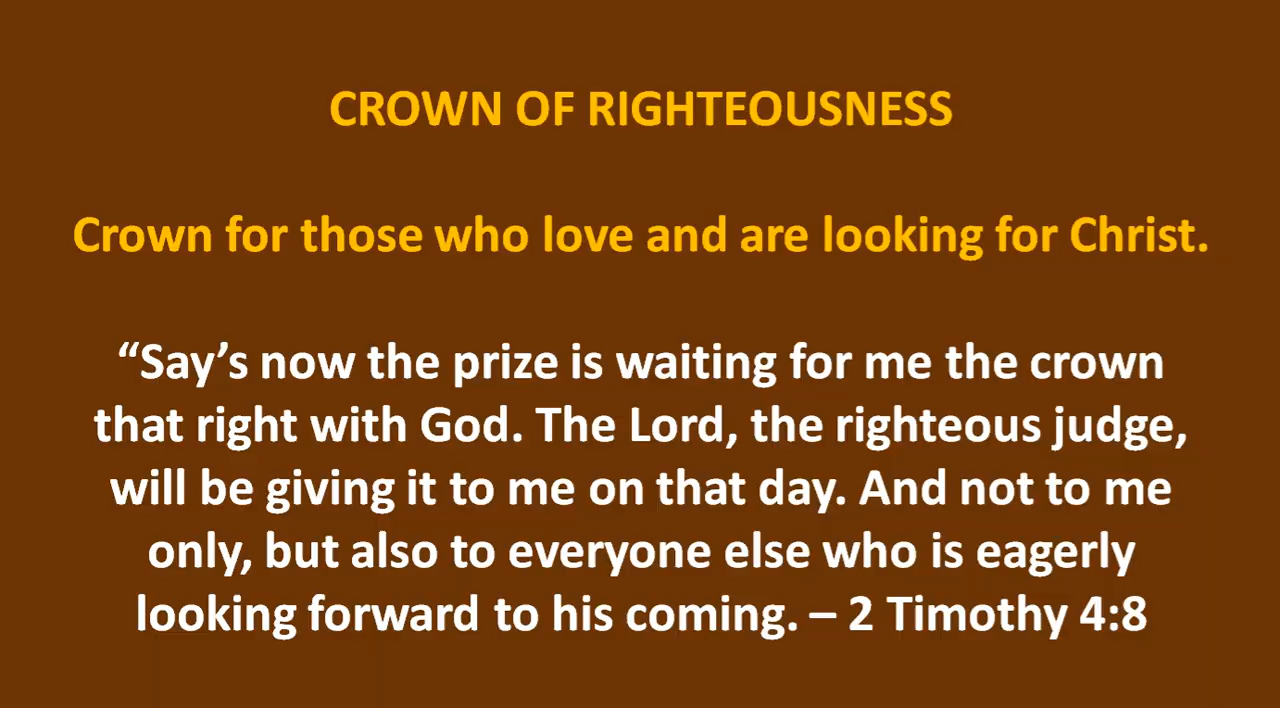 CROWN OF RIGHTEOUSNESS
Crown for those who love and are looking for Christ.
“Say’s now the prize is waiting for me the crown
that right with God. The Lord, the righteous judge,
will be giving it to me on that day. And not to me
only, but also to everyone else who is eagerly
looking forward to his coming. – 2 Timothy 4:8